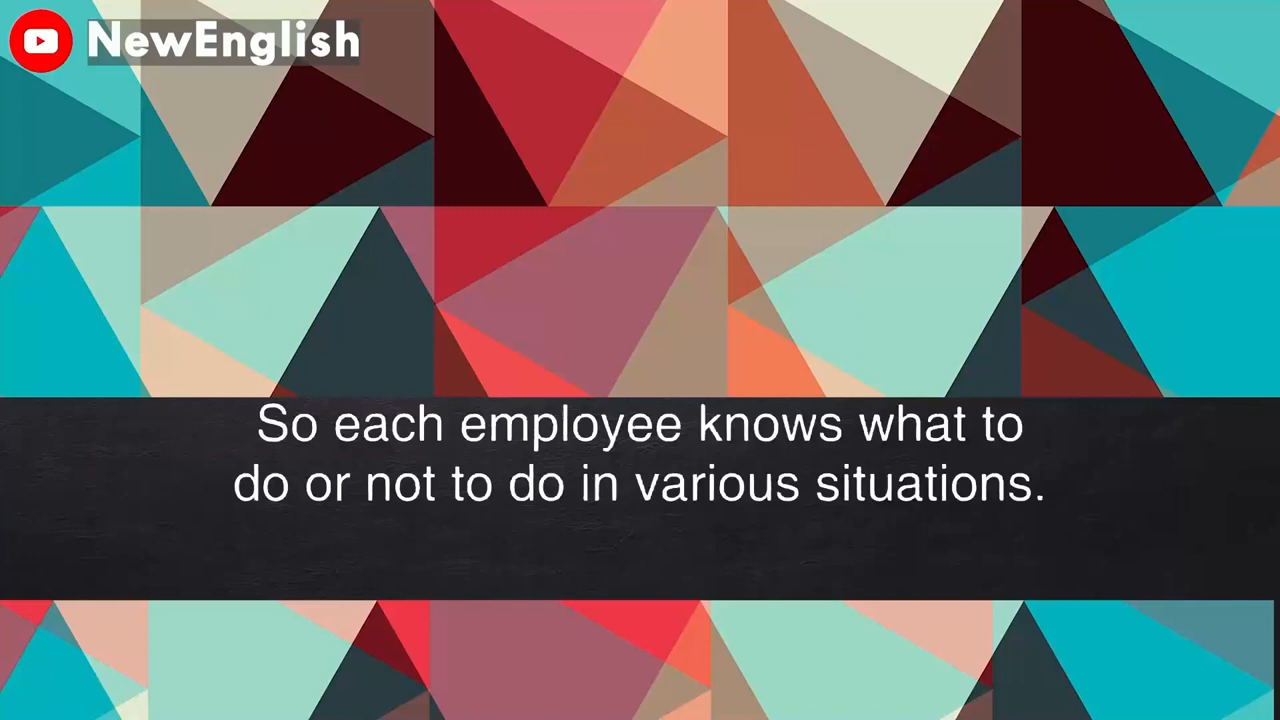 NewEnglish
So each employee knows what to
do or not to do in various situations.